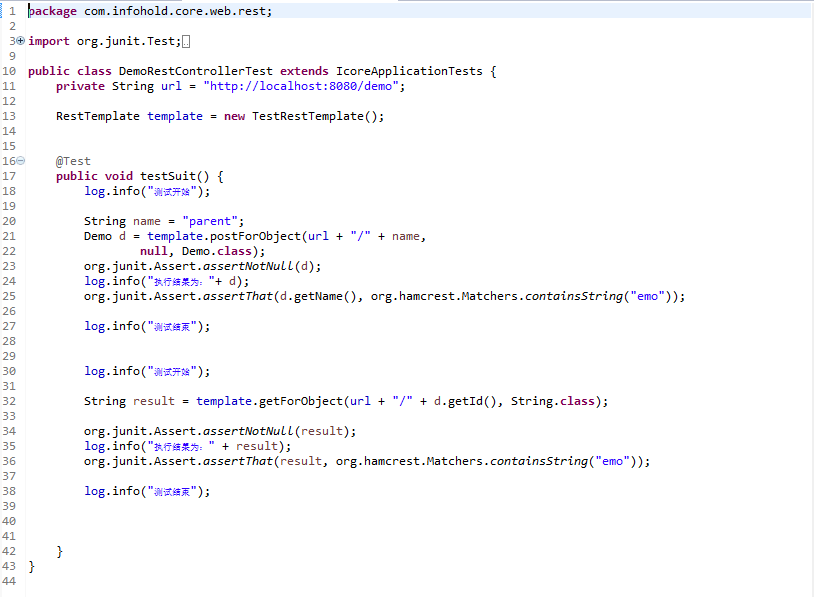 1 package com.infohold.core.web.rest;
2
3 import org.junit.Test;
9
10 public class DemoRestControllerTest extends IcoreApplicationTests {
11 private String url = "http://localhost:8080/demo";
12
13 RestTemplate template = new TestRestTemplate();
14
15
16 @Test
17 public void testSuit() {
18 log.info("测试开始");
19
20 String name = "parent";
21 Demo d = template.postForObject(url + "/" + name,
22 null, Demo.class);
23 org.junit.Assert.assertNotNull(d);
24 log.info("执行结果为: "+ d);
25 org.junit.Assert.assertThat(d.getName(), org.hamcrest.Matchers.containsString("emo"));
26
27 log.info("测试结束");
28
29
30 log.info("测试开始");
31
32 String result = template.getForObject(url + "/" + d.getId(), String.class);
33
34 org.junit.Assert.assertNotNull(result);
35 log.info("执行结果为: " + result);
36 org.junit.Assert.assertThat(result, org.hamcrest.Matchers.containsString("emo"));
37
38 log.info("测试结束");
39
40
41
42 }
43 }
44